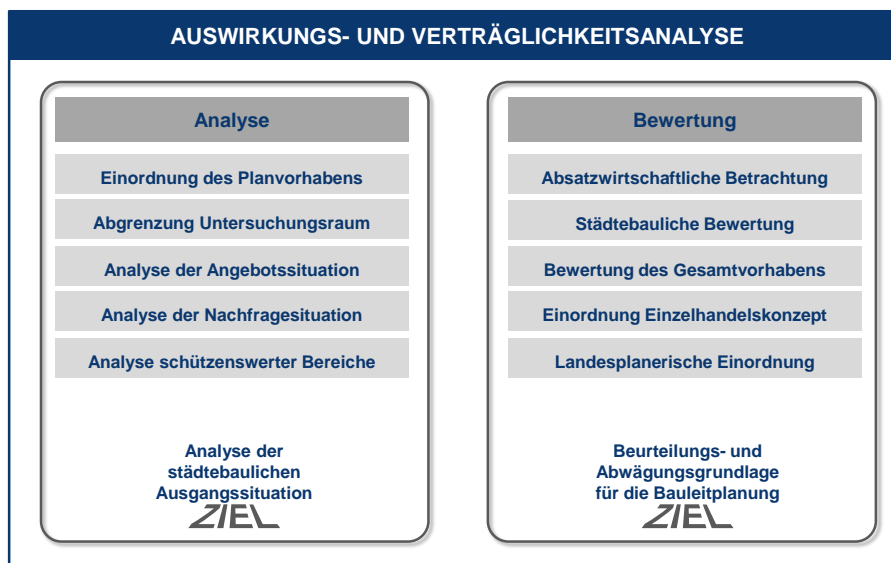 AUSWIRKUNGS- UND VERTRÄGLICHKEITSANALYSE
Analyse
Einordnung des Planvorhabens
Abgrenzung Untersuchungsraum
Analyse der Angebotssituation
Analyse der Nachfragesituation
Analyse schützenswerter Bereiche
Analyse der
städtebaulichen
Ausgangssituation
ZIEL
Bewertung
Absatzwirtschaftliche Betrachtung
Städtebauliche Bewertung
Bewertung des Gesamtvorhabens
Einordnung Einzelhandelskonzept
Landesplanerische Einordnung
Beurteilungs- und
Abwägungsgrundlage
für die Bauleitplanung
ZIEL